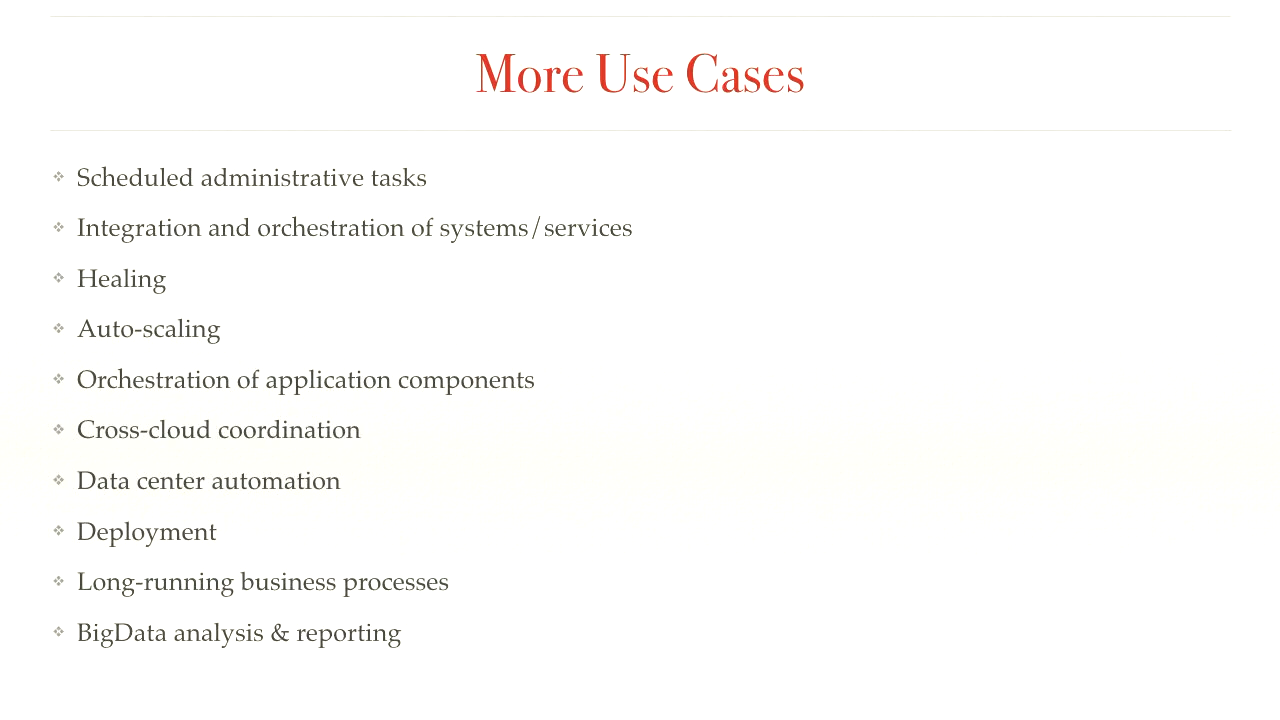 More Use Cases
Scheduled administrative tasks
Integration and orchestration of systems/services
Healing
Auto-scaling
Orchestration of application components
Cross-cloud coordination
Data center automation
Deployment
Long-running business processes
BigData analysis & reporting